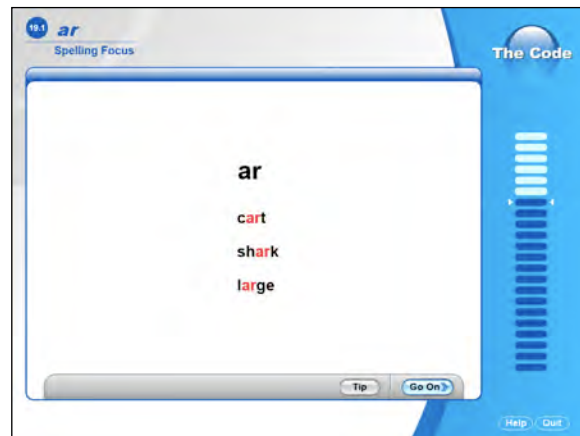 19.1 ar
Spelling Focus
The Code
ar
cart
shark
large
Tip
Go On
Help
Quit